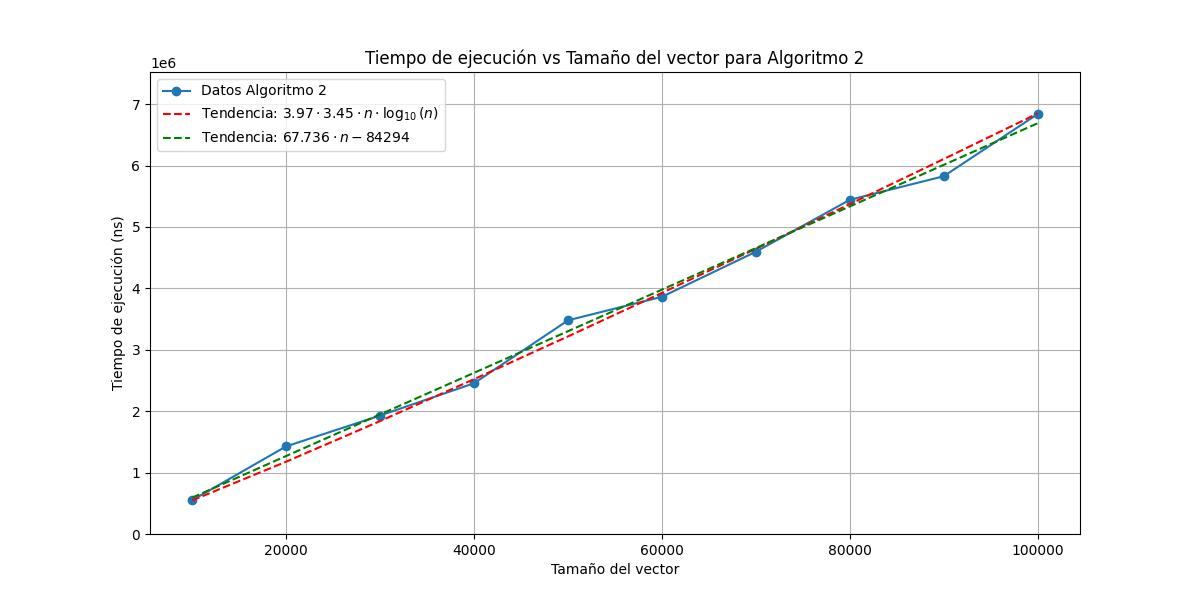 Tiempo de ejecución vs Tamaño del vector para Algoritmo 2
1e6
Datos Algoritmo 2
Tendencia: 3.97 · 3.45 · n · log₁₀ (n)
Tendencia: 67.736 · n − 84294
7
6
5
4
3
2
1
0
Tiempo de ejecución (ns)
20000 40000 60000 80000 100000
Tamaño del vector